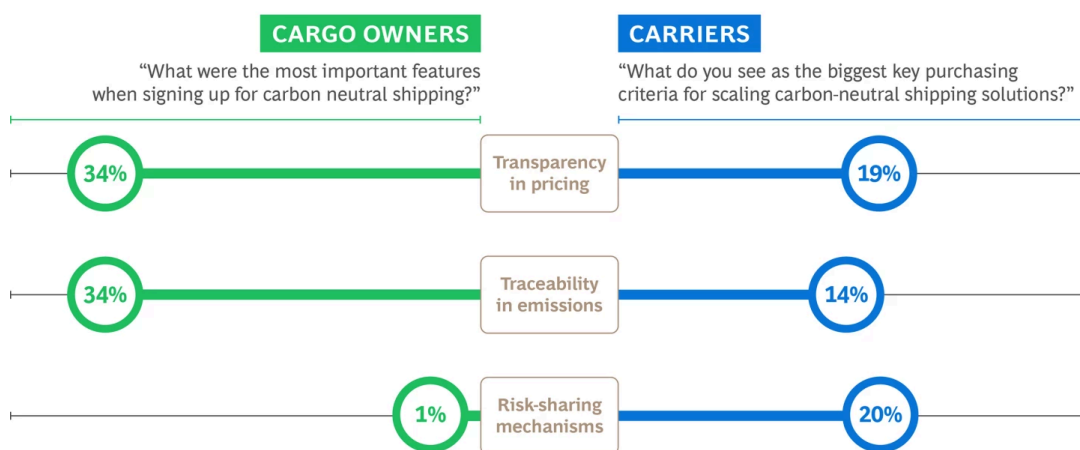 CARGO OWNERS
“What were the most important features
when signing up for carbon neutral shipping?”
CARRIERS
“What do you see as the biggest key purchasing
criteria for scaling carbon-neutral shipping solutions?”
34%
Transparency
in pricing
19%
34%
Traceability
in emissions
14%
1%
Risk-sharing
mechanisms
20%